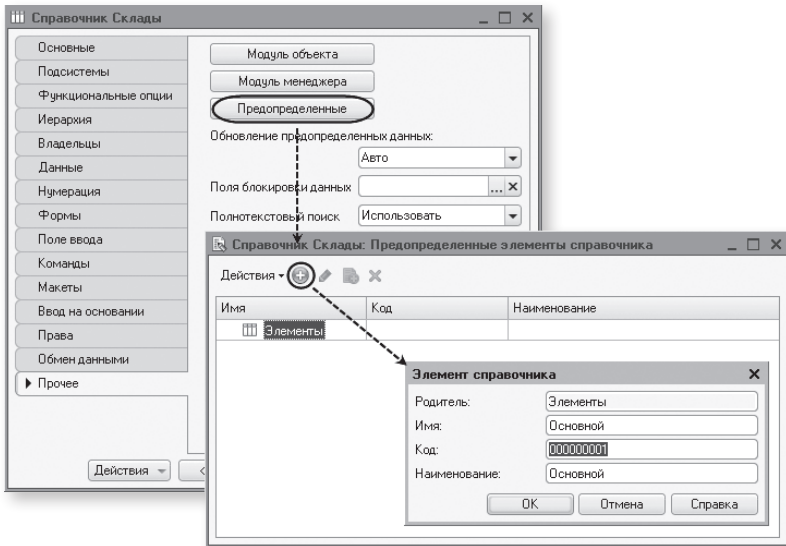 Справочник Склады
Основные
Подсистемы
Функциональные опции
Иерархия
Владельцы
Данные
Нумерация
Формы
Поле ввода
Команды
Макеты
Ввод на основании
Права
Обмен данными
Прочее
Модуль объекта
Модуль менеджера
Предопределенные
Обновление предопределенных данных:
Авто
Поля блокировки данных
...
Полнотекстовый поиск Использовать
Действия
Справочник Склады: Предопределенные элементы справочника
Действия
Имя Код Наименование
Элементы
Элемент справочника
Родитель: Элементы
Имя: Основной
Код: 000000001
Наименование: Основной
ОК Отмена Справка